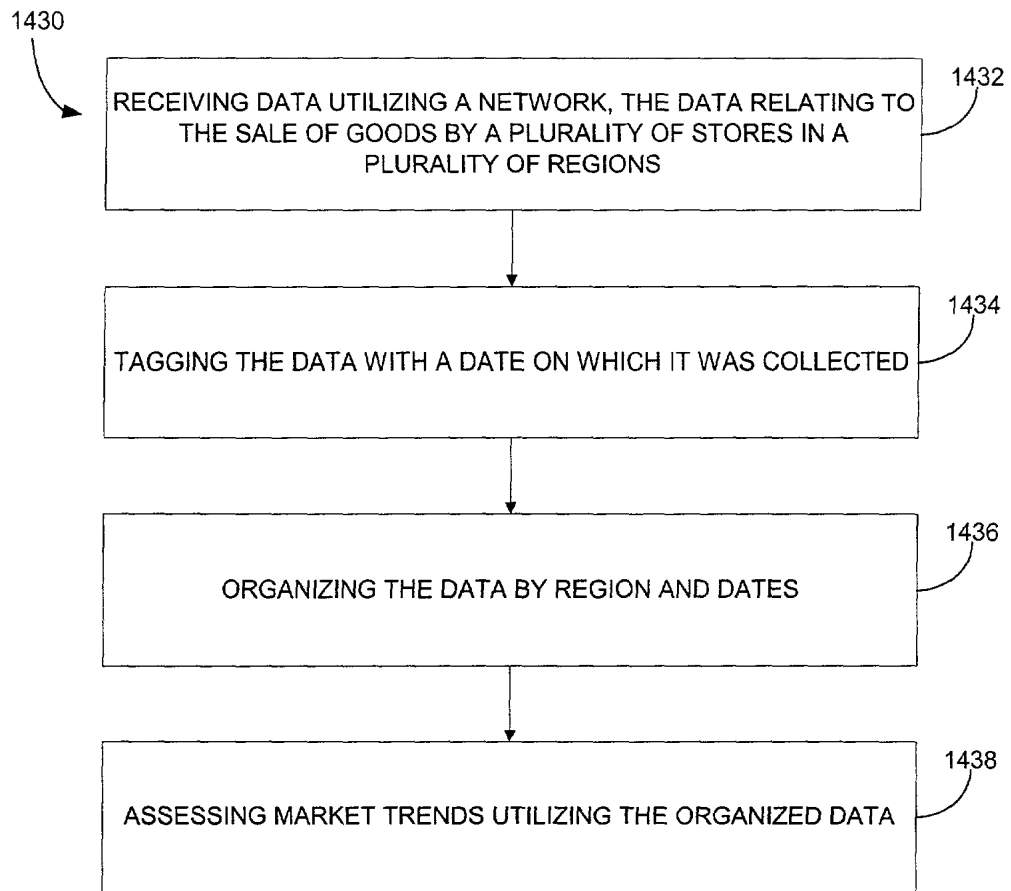 1430
1432
RECEIVING DATA UTILIZING A NETWORK, THE DATA RELATING TO
THE SALE OF GOODS BY A PLURALITY OF STORES IN A
PLURALITY OF REGIONS
1434
TAGGING THE DATA WITH A DATE ON WHICH IT WAS COLLECTED
1436
ORGANIZING THE DATA BY REGION AND DATES
1438
ASSESSING MARKET TRENDS UTILIZING THE ORGANIZED DATA